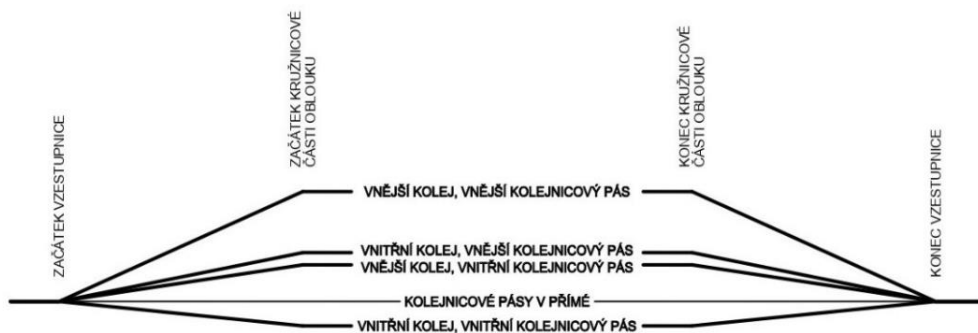 ZAČÁTEK VZESTUPNICE
ZAČÁTEK KRUŽNICOVÉ
ČÁSTI OBLOUKU
KONEC KRUŽNICOVÉ
ČÁSTI OBLOUKU
KONEC VZESTUPNICE
VNĚJŠÍ KOLEJ, VNĚJŠÍ KOLEJNICOVÝ PÁS
VNITŘNÍ KOLEJ, VNĚJŠÍ KOLEJNICOVÝ PÁS
VNĚJŠÍ KOLEJ, VNITŘNÍ KOLEJNICOVÝ PÁS
KOLEJNICOVÉ PÁSY V PŘÍMÉ
VNITŘNÍ KOLEJ, VNITŘNÍ KOLEJNICOVÝ PÁS